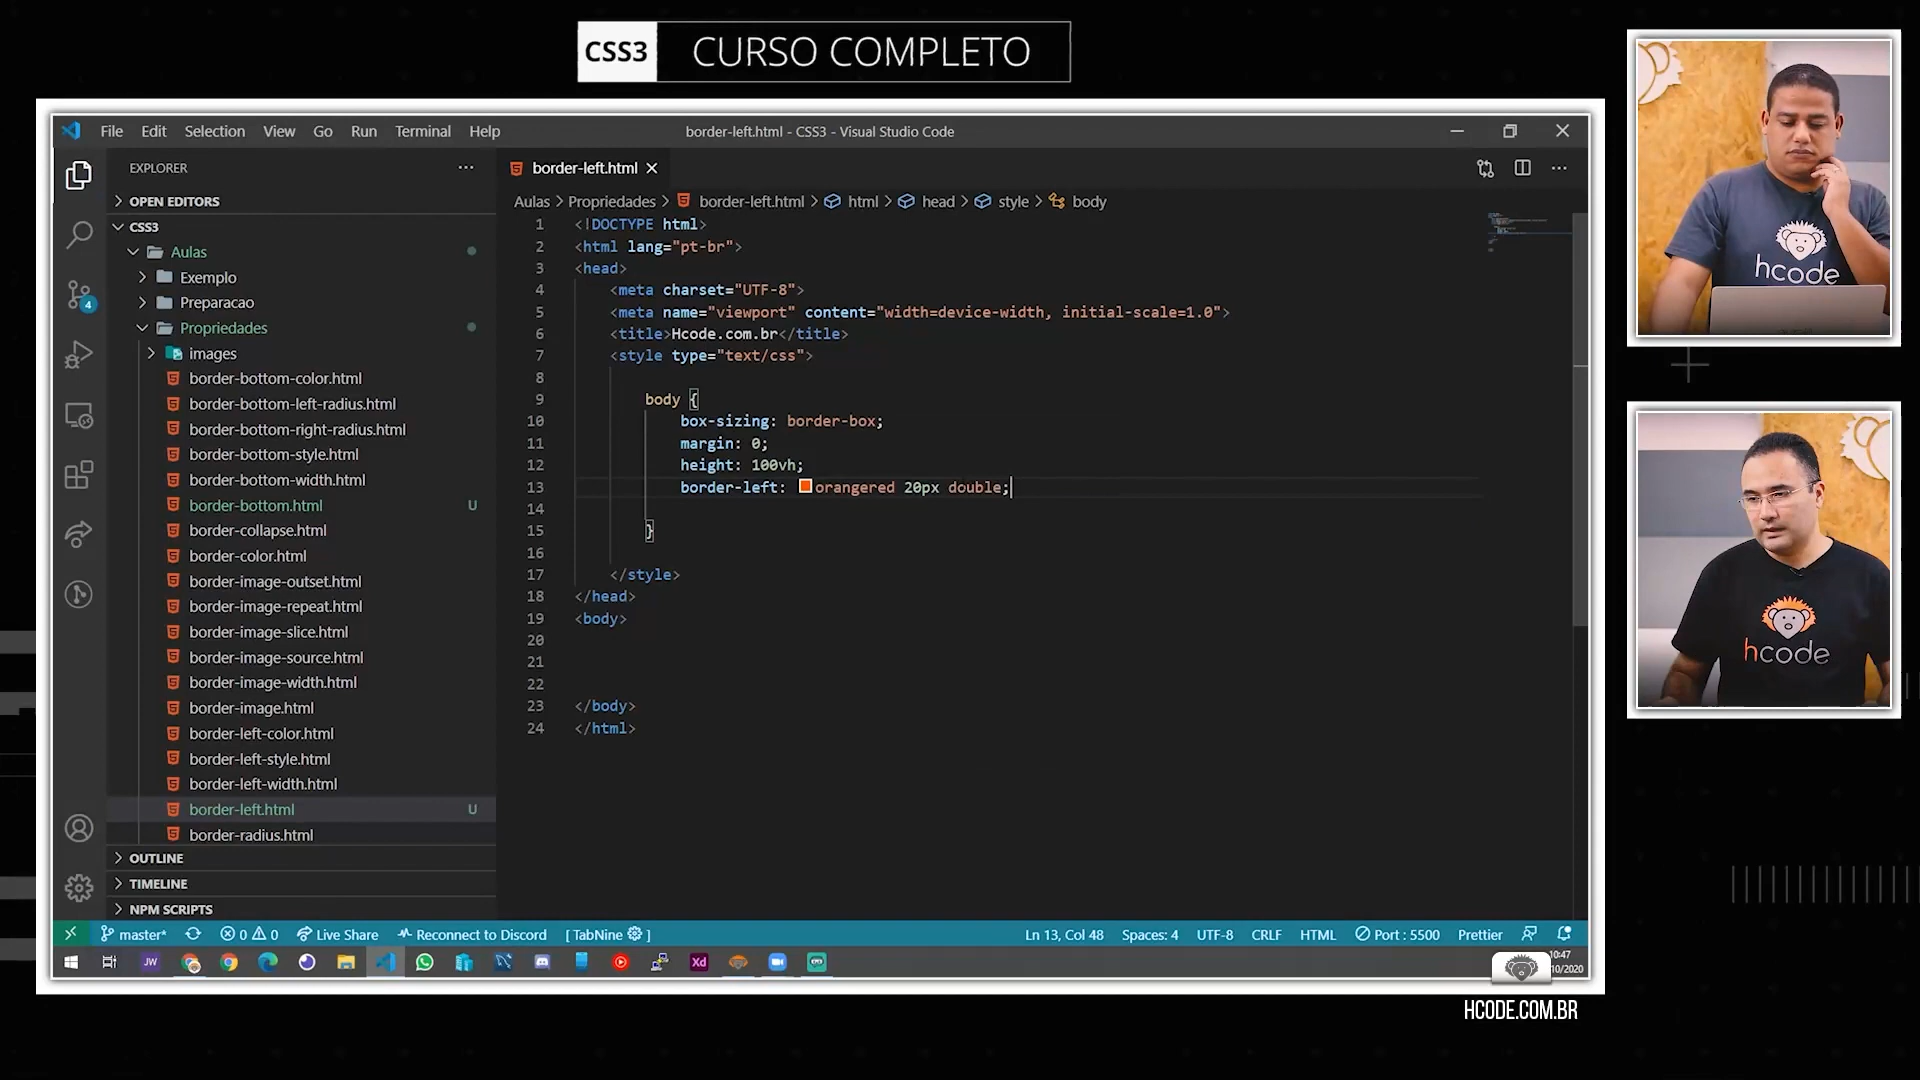 CSS3 CURSO COMPLETO
File Edit Selection View Go Run Terminal Help
border-left.html - CSS3 - Visual Studio Code
EXPLORER
OPEN EDITORS
CSS3
Aulas
Exemplo
Preparacao
Propriedades
images
border-bottom-color.html
border-bottom-left-radius.html
border-bottom-right-radius.html
border-bottom-style.html
border-bottom-width.html
border-bottom.html U
border-collapse.html
border-color.html
border-image-outset.html
border-image-repeat.html
border-image-slice.html
border-image-source.html
border-image-width.html
border-image.html
border-left-color.html
border-left-style.html
border-left-width.html
border-left.html U
border-radius.html
OUTLINE
TIMELINE
NPM SCRIPTS
4
border-left.html
Aulas > Propriedades > border-left.html > html > head > style > body
1 <!DOCTYPE html>
2 <html lang="pt-br">
3 <head>
4 <meta charset="UTF-8">
5 <meta name="viewport" content="width=device-width, initial-scale=1.0">
6 <title>Hcode.com.br</title>
7 <style type="text/css">
8
9 body {
10 box-sizing: border-box;
11 margin: 0;
12 height: 100vh;
13 border-left: orangered 20px double;
14
15 }
16
17 </style>
18 </head>
19 <body>
20
21
22
23 </body>
24 </html>
master* 0 0 Live Share Reconnect to Discord [ TabNine ]
Ln 13, Col 48 Spaces: 4 UTF-8 CRLF HTML Port : 5500 Prettier
JW Xd
10:47
10/2020
HCODE.COM.BR
hcode
hcode